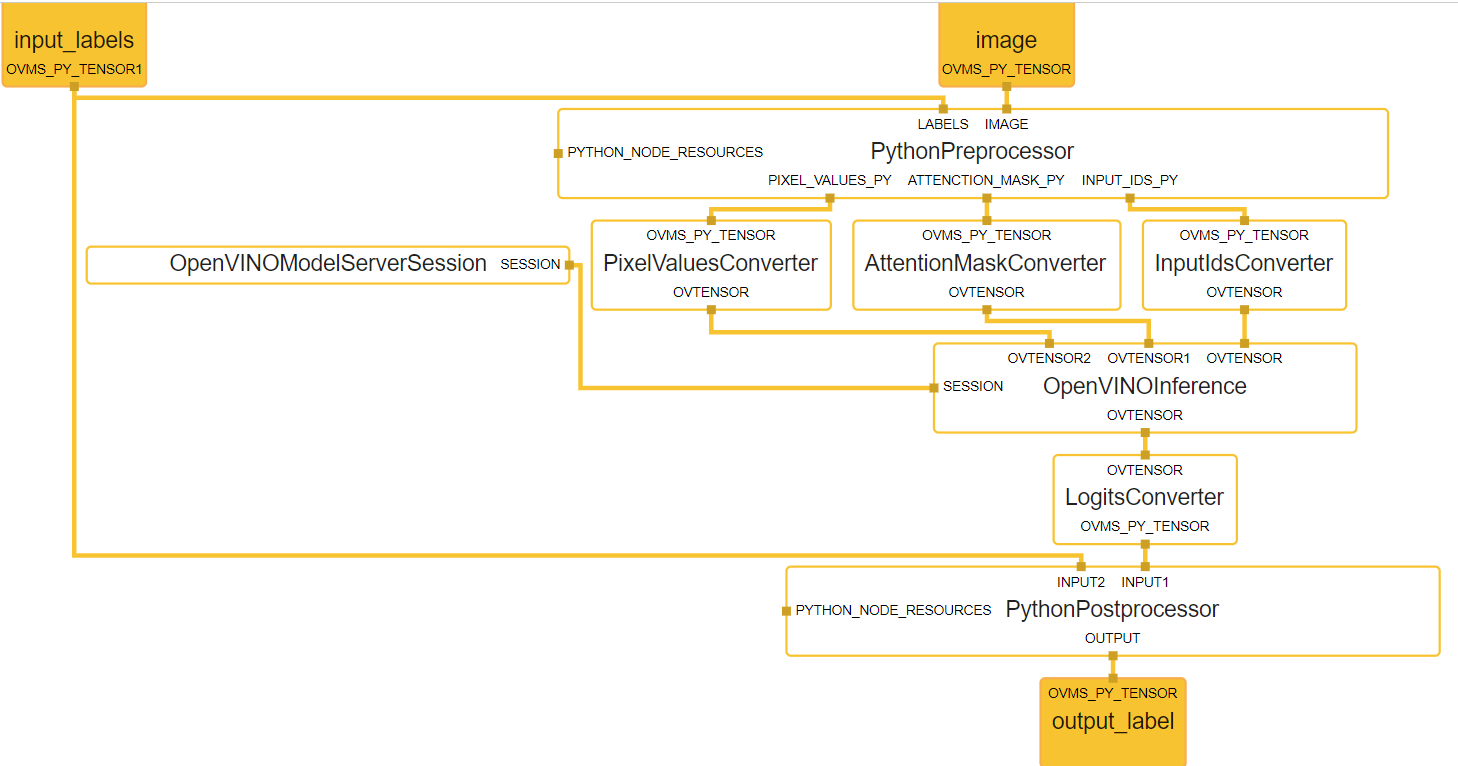 input_labels
OVMS_PY_TENSOR1
image
OVMS_PY_TENSOR
LABELS IMAGE
PYTHON_NODE_RESOURCES PythonPreprocessor
PIXEL_VALUES_PY ATTENCTION_MASK_PY INPUT_IDS_PY
OpenVINOModelServerSession SESSION
OVMS_PY_TENSOR
PixelValuesConverter
OVTENSOR
OVMS_PY_TENSOR
AttentionMaskConverter
OVTENSOR
OVMS_PY_TENSOR
InputIdsConverter
OVTENSOR
OVTENSOR2 OVTENSOR1 OVTENSOR
SESSION OpenVINOInference
OVTENSOR
OVTENSOR
LogitsConverter
OVMS_PY_TENSOR
INPUT2 INPUT1
PYTHON_NODE_RESOURCES PythonPostprocessor
OUTPUT
OVMS_PY_TENSOR
output_label